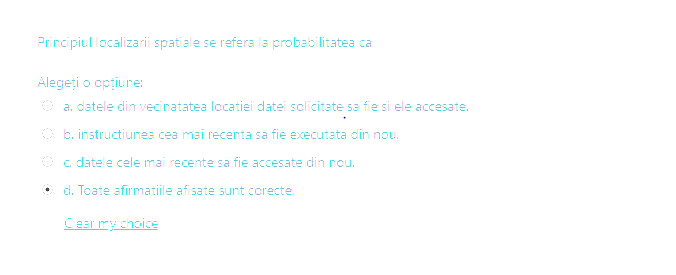 Principiul localizarii spatiale se refera la probabilitatea ca
Alegeți o opțiune:
a. datele din vecinatatea locatiei datei solicitate sa fie si ele accesate.
b. instructiunea cea mai recenta sa fie executata din nou.
c. datele cele mai recente sa fie accesate din nou.
d. Toate afirmatiile afisate sunt corecte.
Clear my choice